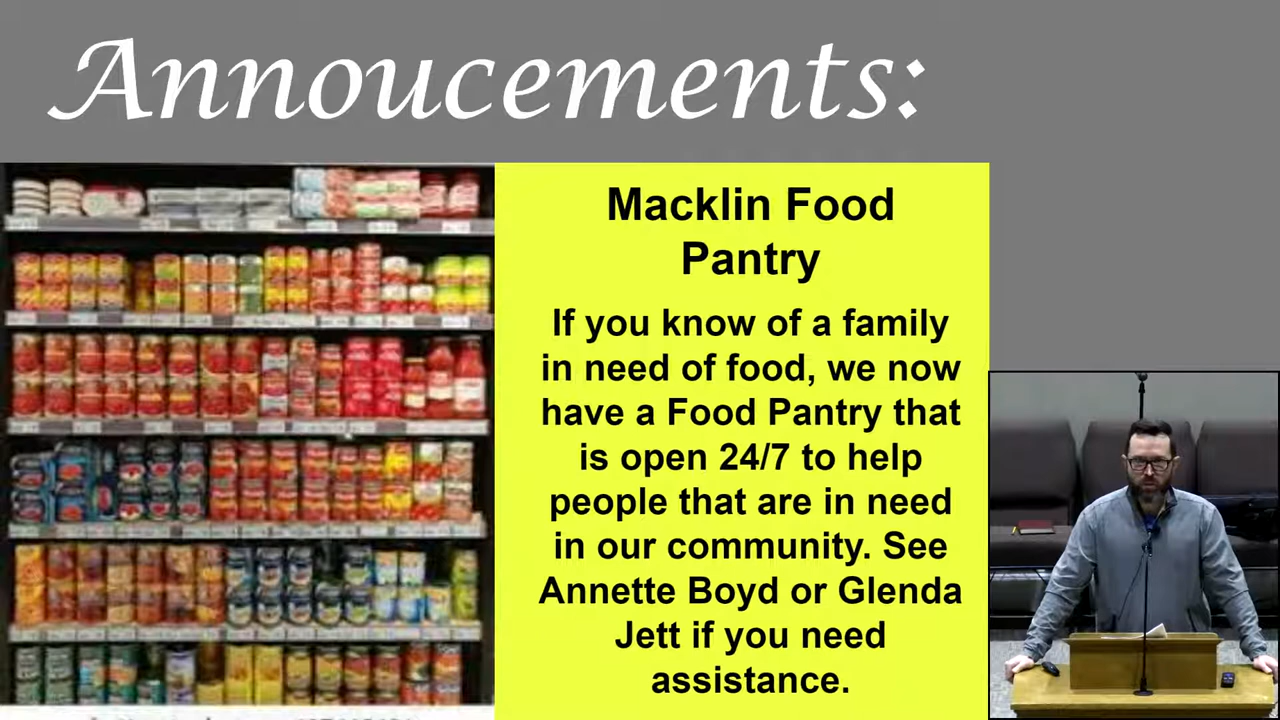 Annoucements:
Macklin Food
Pantry
If you know of a family
in need of food, we now
have a Food Pantry that
is open 24/7 to help
people that are in need
in our community. See
Annette Boyd or Glenda
Jett if you need
assistance.